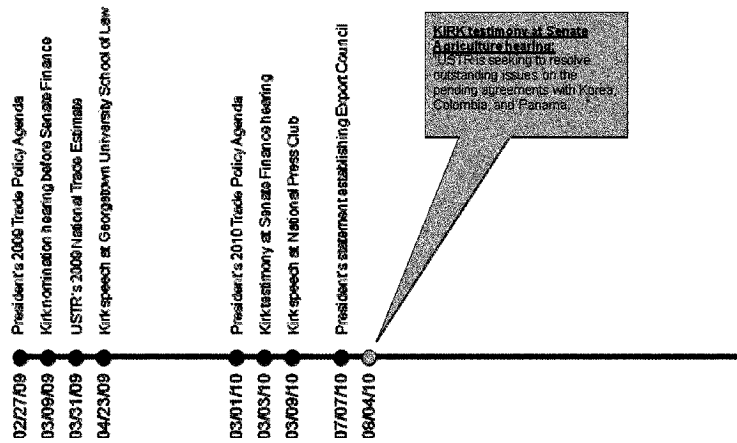 President's 2009 Trade Policy Agenda
Kirk nomination hearing before Senate Finance
USTR's 2009 National Trade Estimate
Kirk speech at Georgetown University School of Law
President's 2010 Trade Policy Agenda
Kirk testimony at Senate Finance hearing
Kirk speech at National Press Club
President's statement establishing Export Council
KIRK testimony at Senate
Agriculture hearing:
"USTR is seeking to resolve
outstanding issues on the
pending agreements with Korea,
Colombia, and Panama.
02/27/09
03/09/09
03/31/09
04/23/09
03/01/10
03/03/10
03/09/10
07/07/10
08/04/10